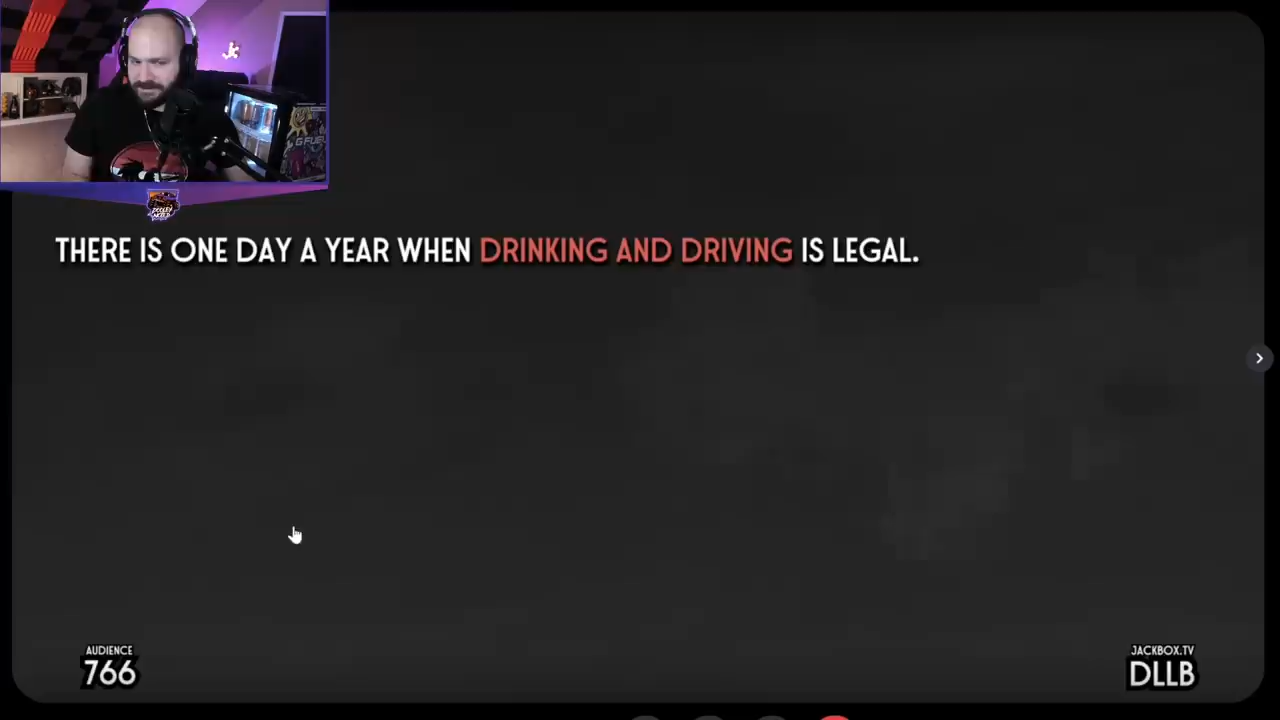 THERE IS ONE DAY A YEAR WHEN DRINKING AND DRIVING IS LEGAL.
AUDIENCE
766
JACKBOX.TV
DLLB